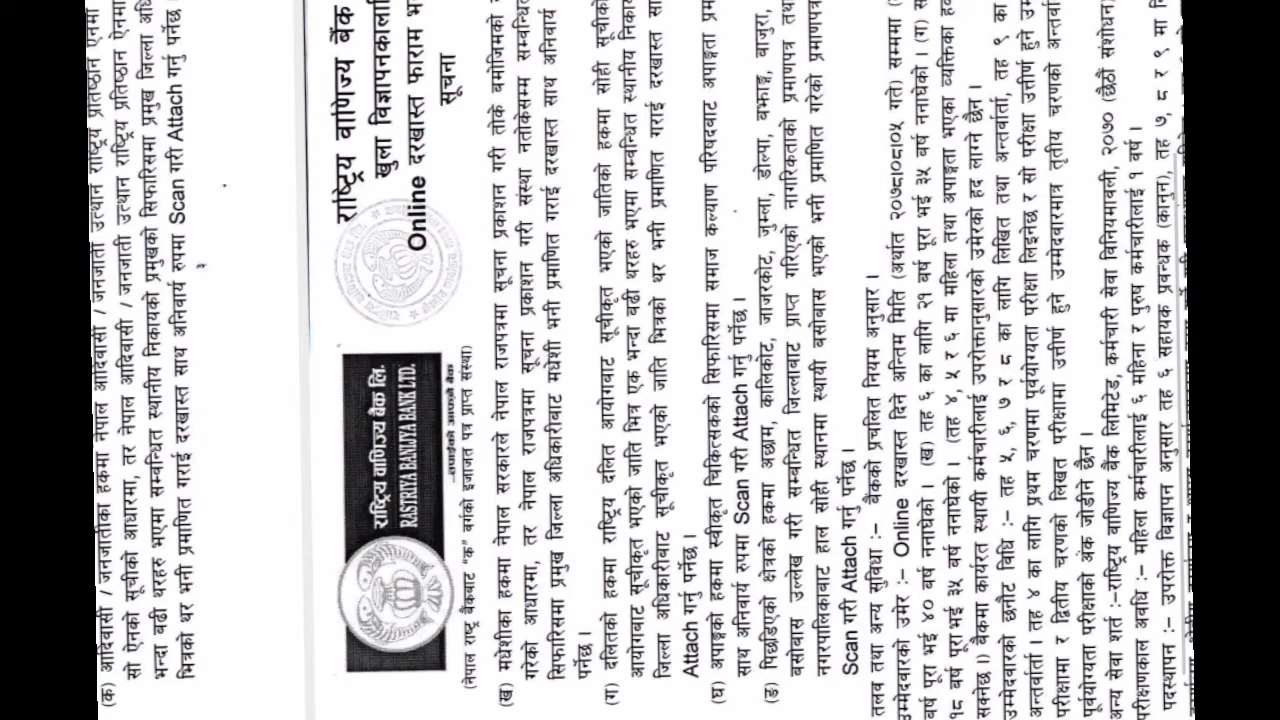 (क) आदिवासी / जनजातीका हकमा नेपाल आदिवासी / जनजाती उत्थान राष्ट्रिय प्रतिष्ठान ऐनमा
सो ऐनको सूचीको आधारमा, तर नेपाल आदिवासी / जनजाती उत्थान राष्ट्रिय प्रतिष्ठान ऐनमा
भन्दा बढी थरहरु भएमा सम्बन्धित स्थानीय निकायको प्रमुखको सिफारिसमा प्रमुख जिल्ला
भित्रको थर भनी प्रमाणित गराई दरखास्त साथ अनिवार्य रुपमा Scan गरी Attach गर्नु पर्नेछ
३
राष्ट्रिय वाणिज्य बैंक
खुला विज्ञापनकालागि
Online दरखास्त फाराम
सूचना
राष्ट्रिय वाणिज्य बैंक लि.
RASTRIYA BANIJYA BANK LTD.
...तपाईंको आफ्नै बैंक
(नेपाल राष्ट्र बैंकबाट "क" वर्गको इजाजत पत्र प्राप्त संस्था)
(ख) मधेशीका हकमा नेपाल सरकारले नेपाल राजपत्रमा सूचना प्रकाशन गरी तोके बमोजिमको
गरेको आधारमा, तर नेपाल राजपत्रमा सूचना प्रकाशन गरी संस्था नतोकेसम्म सम्बन्धित
सिफारिसमा प्रमुख जिल्ला अधिकारीबाट मधेशी भनी प्रमाणित गराई दरखास्त साथ अनिवार्य
पर्नेछ ।
(ग) दलितको हकमा राष्ट्रिय दलित आयोगबाट सूचीकृत भएको जातिको हकमा सोही सूचीको
आयोगबाट सूचीकृत भएको जाति भित्र एक भन्दा बढी थरहरु भएमा सम्बन्धित स्थानीय
जिल्ला अधिकारीबाट सूचीकृत भएको जाति भित्रको थर भनी प्रमाणित गराई दरखास्त
Attach गर्नु पर्नेछ ।
(घ) अपाङ्गको हकमा स्वीकृत चिकित्सकको सिफारिसमा समाज कल्याण परिषदबाट अपाङ्गता
साथ अनिवार्य रुपमा Scan गरी Attach गर्नु पर्नेछ ।
(ङ) पिछडिएको क्षेत्रको हकमा अछाम, कालिकोट, जाजरकोट, जुम्ला, डोल्पा, बझाङ्ग, बाजुरा,
बसोवास उल्लेख गरी सम्बन्धित जिल्लाबाट प्राप्त गरिएको नागरिकताको प्रमाणपत्र
नगरपालिकाबाट हाल सोही स्थानमा स्थायी बसोबास भएको भनी प्रमाणित गरेको प्रमाणपत्र
Scan गरी Attach गर्नु पर्नेछ ।
तलव तथा अन्य सुविधा :– बैंकको प्रचलित नियम अनुसार ।
उम्मेदवारको उमेर :– Online दरखास्त दिने अन्तिम मिति (अर्थात २०७८।०८।०५ गते) सम्ममा
वर्ष पूरा भई ४० वर्ष ननाघेको । (ख) तह ६ का लागि २१ वर्ष पूरा भई ३५ वर्ष ननाघेको । (ग)
१८ वर्ष पूरा भई ३५ वर्ष ननाघेको । (तह ४, ५ र ६ मा महिला तथा अपाङ्गता भएका व्यक्तिका
सक्नेछ ।) बैंकमा कार्यरत स्थायी कर्मचारीलाई उपरोक्तानुसारको उमेरको हद लाग्ने छैन ।
उम्मेदवारको छनौट विधि :– तह ५, ६, ७ र ८ का लागि लिखित तथा अन्तर्वार्ता, तह ९ का
अन्तर्वार्ता । तह ४ का लागि प्रथम चरणमा पूर्वयोग्यता परीक्षा लिइनेछ र सो परीक्षा उत्तीर्ण हुने
परीक्षामा र द्वितीय चरणको लिखत परीक्षामा उत्तीर्ण हुने उम्मेदवारमात्र तृतीय चरणको
पूर्वयोग्यता परीक्षाको अंक जोडीने छैन ।
अन्य सेवा शर्त :–राष्ट्रिय वाणिज्य बैंक लिमिटेड, कर्मचारी सेवा विनियमावली, २०७० (छैठौं संशोधन)
परीक्षणकाल अवधि :– महिला कर्मचारीलाई ६ महिना र पुरुष कर्मचारीलाई १ वर्ष ।
पदस्थापन :– उपरोक्त विज्ञापन अनुसार तह ६ सहायक प्रबन्धक (कानुन), तह ७, ८ र ९ मा